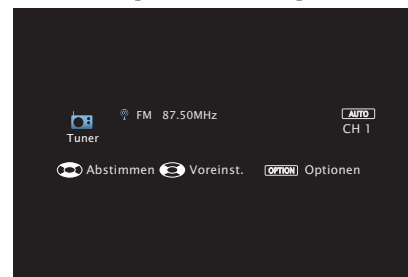 FM 87.50MHz AUTO
Tuner CH 1
Abstimmen Voreinst. OPTION Optionen